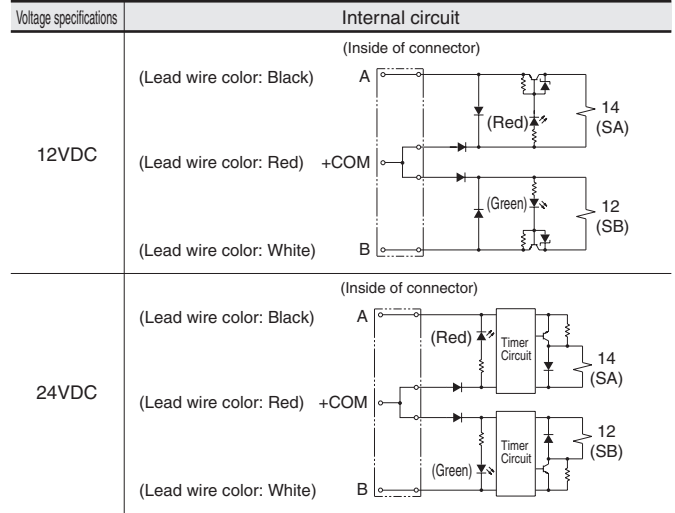 Voltage specifications Internal circuit
12VDC
(Inside of connector)
(Lead wire color: Black) A
(Red)
14
(SA)
(Lead wire color: Red) +COM
(Green)
12
(SB)
(Lead wire color: White) B
24VDC
(Inside of connector)
(Lead wire color: Black) A
(Red)
Timer
Circuit
14
(SA)
(Lead wire color: Red) +COM
(Green)
Timer
Circuit
12
(SB)
(Lead wire color: White) B